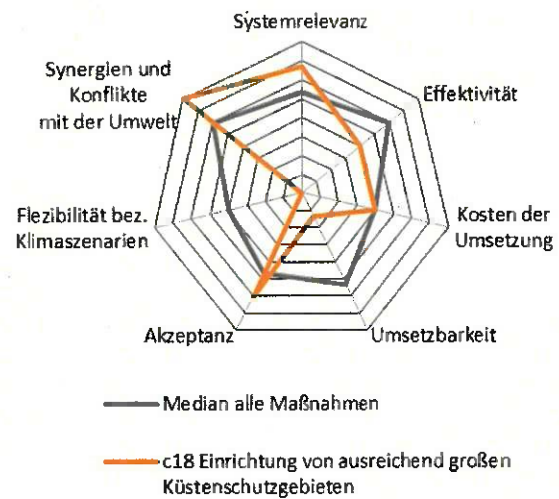 Systemrelevanz
Synergien und
Konflikte
mit der Umwelt
Effektivität
Flezibilität bez.
Klimaszenarien
Kosten der
Umsetzung
Akzeptanz
Umsetzbarkeit
Median alle Maßnahmen
c18 Einrichtung von ausreichend großen
Küstenschutzgebieten